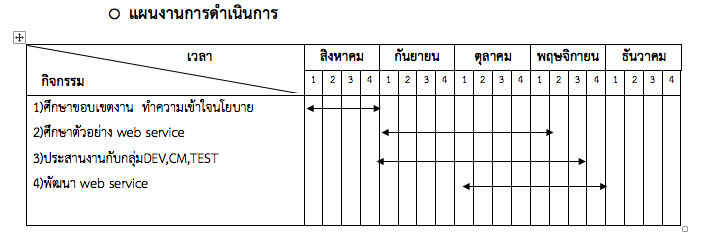 แผนงานการดำเนินการ
เวลา สิงหาคม กันยายน ตุลาคม พฤษจิกายน ธันวาคม
กิจกรรม 1 2 3 4 1 2 3 4 1 2 3 4 1 2 3 4 1 2 3 4
1)ศึกษาขอบเขตงาน ทำความเข้าใจนโยบาย
2)ศึกษาตัวอย่าง web service
3)ประสานงานกับกลุ่มDEV,CM,TEST
4)พัฒนา web service